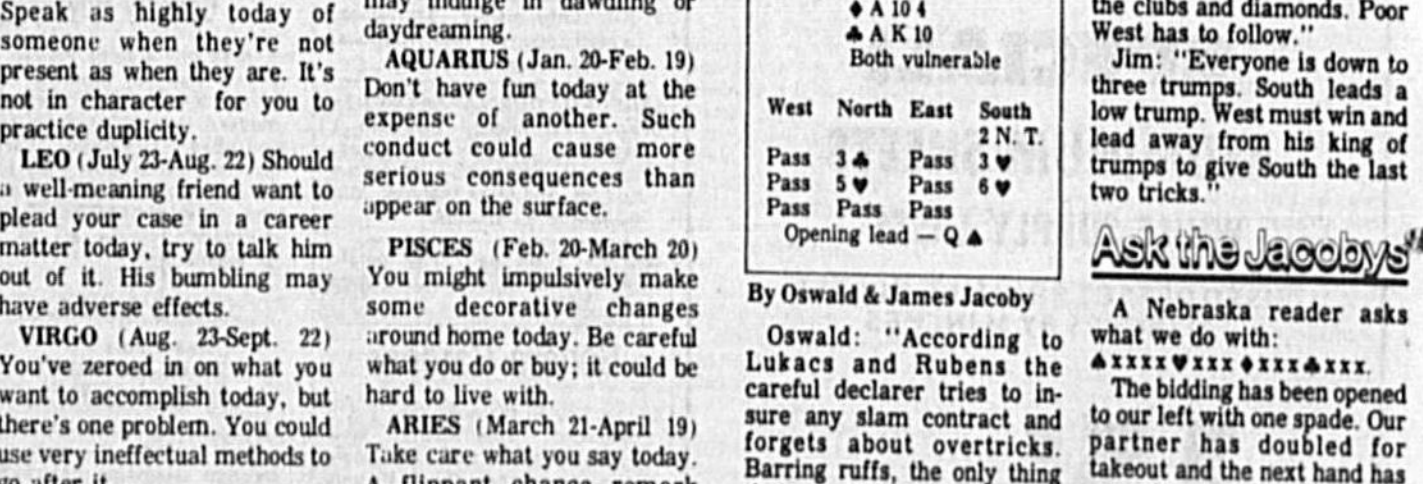 Speak as highly today of
someone when they're not
present as when they are. It's
not in character for you to
practice duplicity.
LEO (July 23-Aug. 22) Should
a well-meaning friend want to
plead your case in a career
matter today, try to talk him
out of it. His bumbling may
have adverse effects.
VIRGO (Aug. 23-Sept. 22)
You've zeroed in on what you
want to accomplish today, but
there's one problem. You could
use very ineffectual methods to
go after it.
may indulge in dawdling or
daydreaming.
AQUARIUS (Jan. 20-Feb. 19)
Don't have fun today at the
expense of another. Such
conduct could cause more
serious consequences than
appear on the surface.
PISCES (Feb. 20-March 20)
You might impulsively make
some decorative changes
around home today. Be careful
what you do or buy; it could be
hard to live with.
ARIES (March 21-April 19)
Take care what you say today.
A flippant, chance remark
♦ A 10 4
♣ A K 10
Both vulnerable
West North East South
2 N. T.
Pass 3 ♣ Pass 3 ♥
Pass 5 ♥ Pass 6 ♥
Pass Pass Pass
Opening lead — Q ♠
By Oswald & James Jacoby
Oswald: "According to
Lukacs and Rubens the
careful declarer tries to in-
sure any slam contract and
forgets about overtricks.
Barring ruffs, the only thing
the clubs and diamonds. Poor
West has to follow."
Jim: "Everyone is down to
three trumps. South leads a
low trump. West must win and
lead away from his king of
trumps to give South the last
two tricks."
Ask the Jacobys
A Nebraska reader asks
what we do with:
♠xxxx♥xxx♦xxx♣xxx.
The bidding has been opened
to our left with one spade. Our
partner has doubled for
takeout and the next hand has